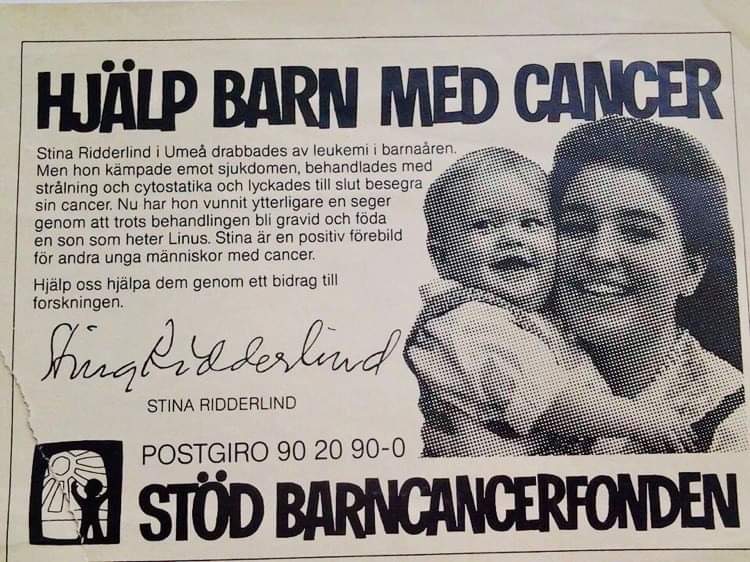 HJÄLP BARN MED CANCER
Stina Ridderlind i Umeå drabbades av leukemi i barnaåren.
Men hon kämpade emot sjukdomen, behandlades med
strålning och cytostatika och lyckades till slut besegra
sin cancer. Nu har hon vunnit ytterligare en seger
genom att trots behandlingen bli gravid och föda
en son som heter Linus. Stina är en positiv förebild
för andra unga människor med cancer.
Hjälp oss hjälpa dem genom ett bidrag till
forskningen.
Stina Ridderlind
STINA RIDDERLIND
POSTGIRO 90 20 90-0
STÖD BARNCANCERFONDEN